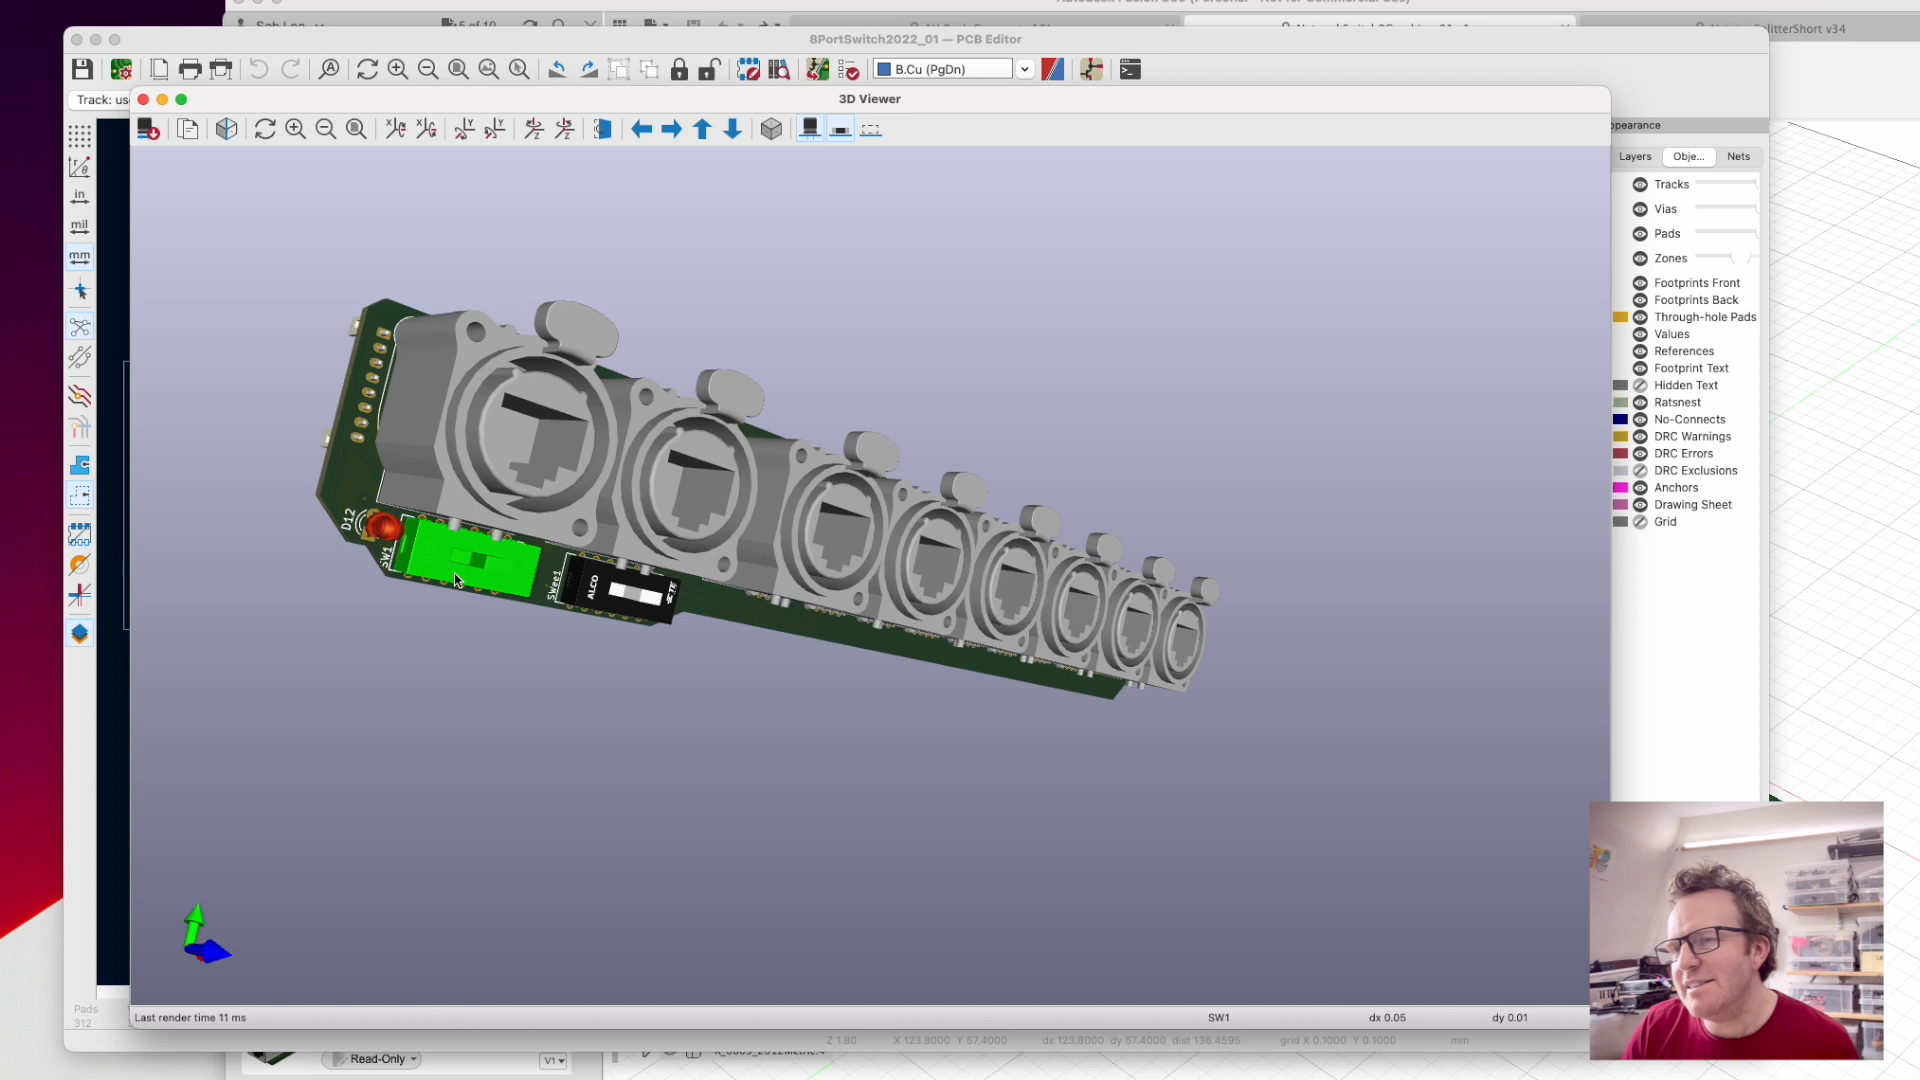 8PortSwitch2022_01 — PCB Editor
B.Cu (PgDn)
Track: us
3D Viewer
in
mil
mm
ppearance
Layers
Obje...
Nets
Tracks
Vias
Pads
Zones
Footprints Front
Footprints Back
Through-hole Pads
Values
References
Footprint Text
Hidden Text
Ratsnest
No-Connects
DRC Warnings
DRC Errors
DRC Exclusions
Anchors
Drawing Sheet
Grid
plitterShort v34
D12
SW1
ALCO
Pads
312
Last render time 11 ms
SW1
dx 0.05
dy 0.01
Z 1.80
X 123.8000 Y 57.4000
dx 123.8000 dy 57.4000 dist 136.4595
grid X 0.1000 Y 0.1000
mm
Read-Only
V1